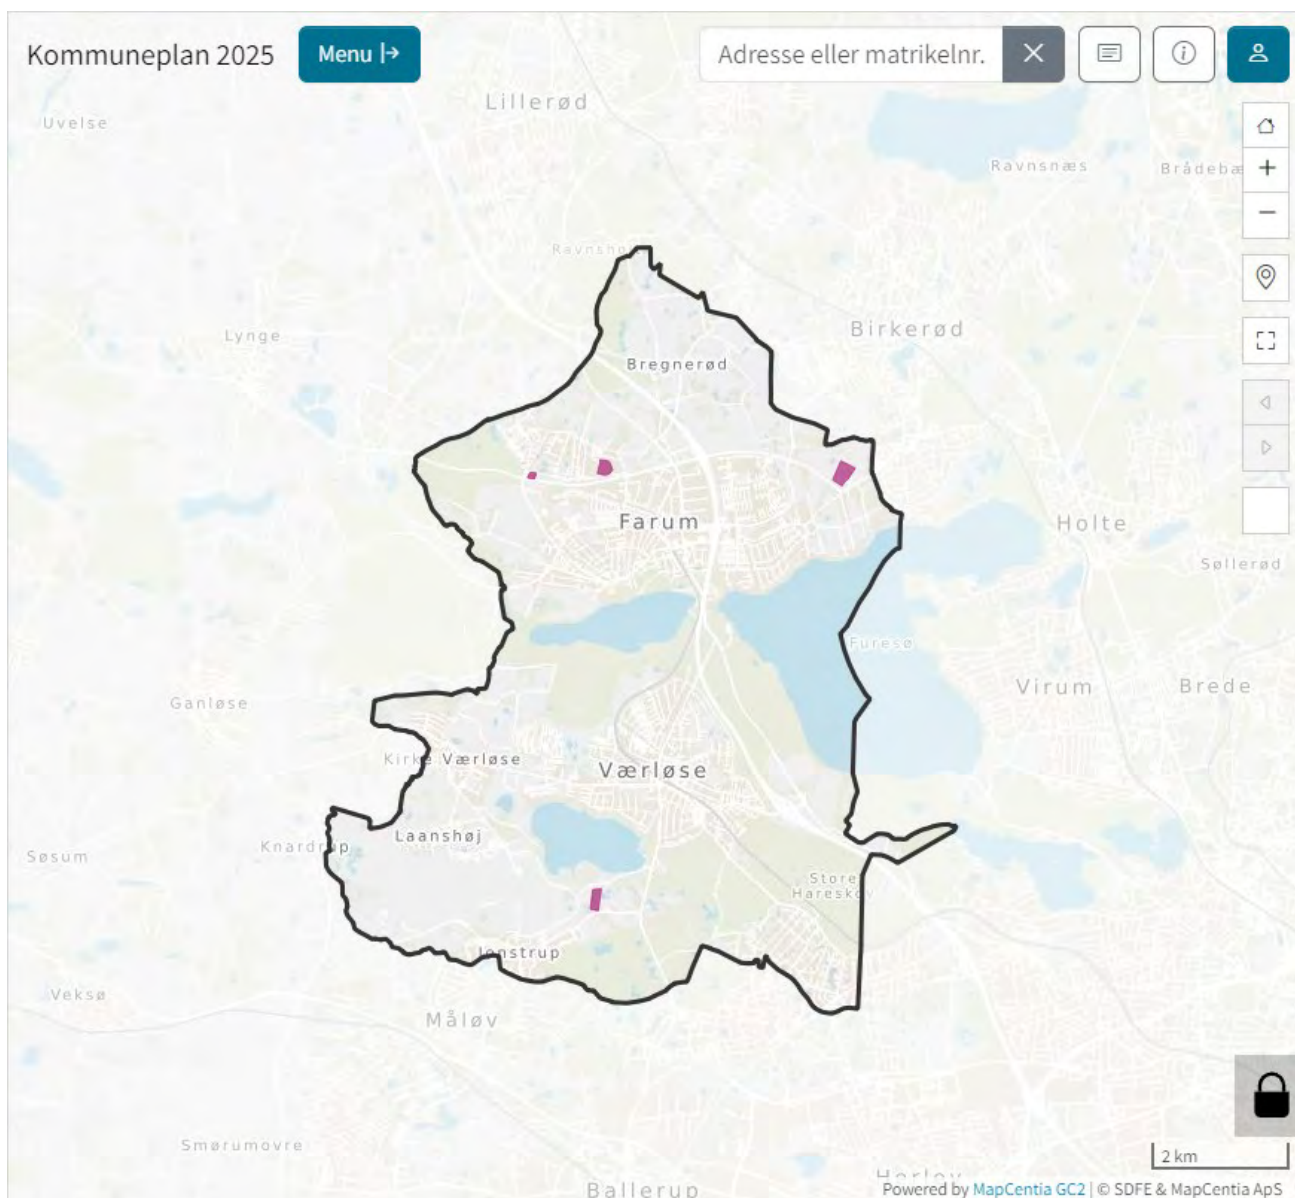 Kommuneplan 2025
Menu
Adresse eller matrikelnr.
Lillerød
Uvelse
Ravnsnæs
Brådebæ
Ravnsho
Lynge
Birkerød
Bregnerød
Farum
Holte
Søllerød
Furesø
Ganløse
Virum
Brede
Kirke Værløse
Værløse
Laanshøj
Knardrup
Søsum
Store
Hareskov
Jonstrup
Veksø
Måløv
Smørumovre
2 km
Herlev
Ballerup
Powered by MapCentia GC2 | © SDFE & MapCentia ApS